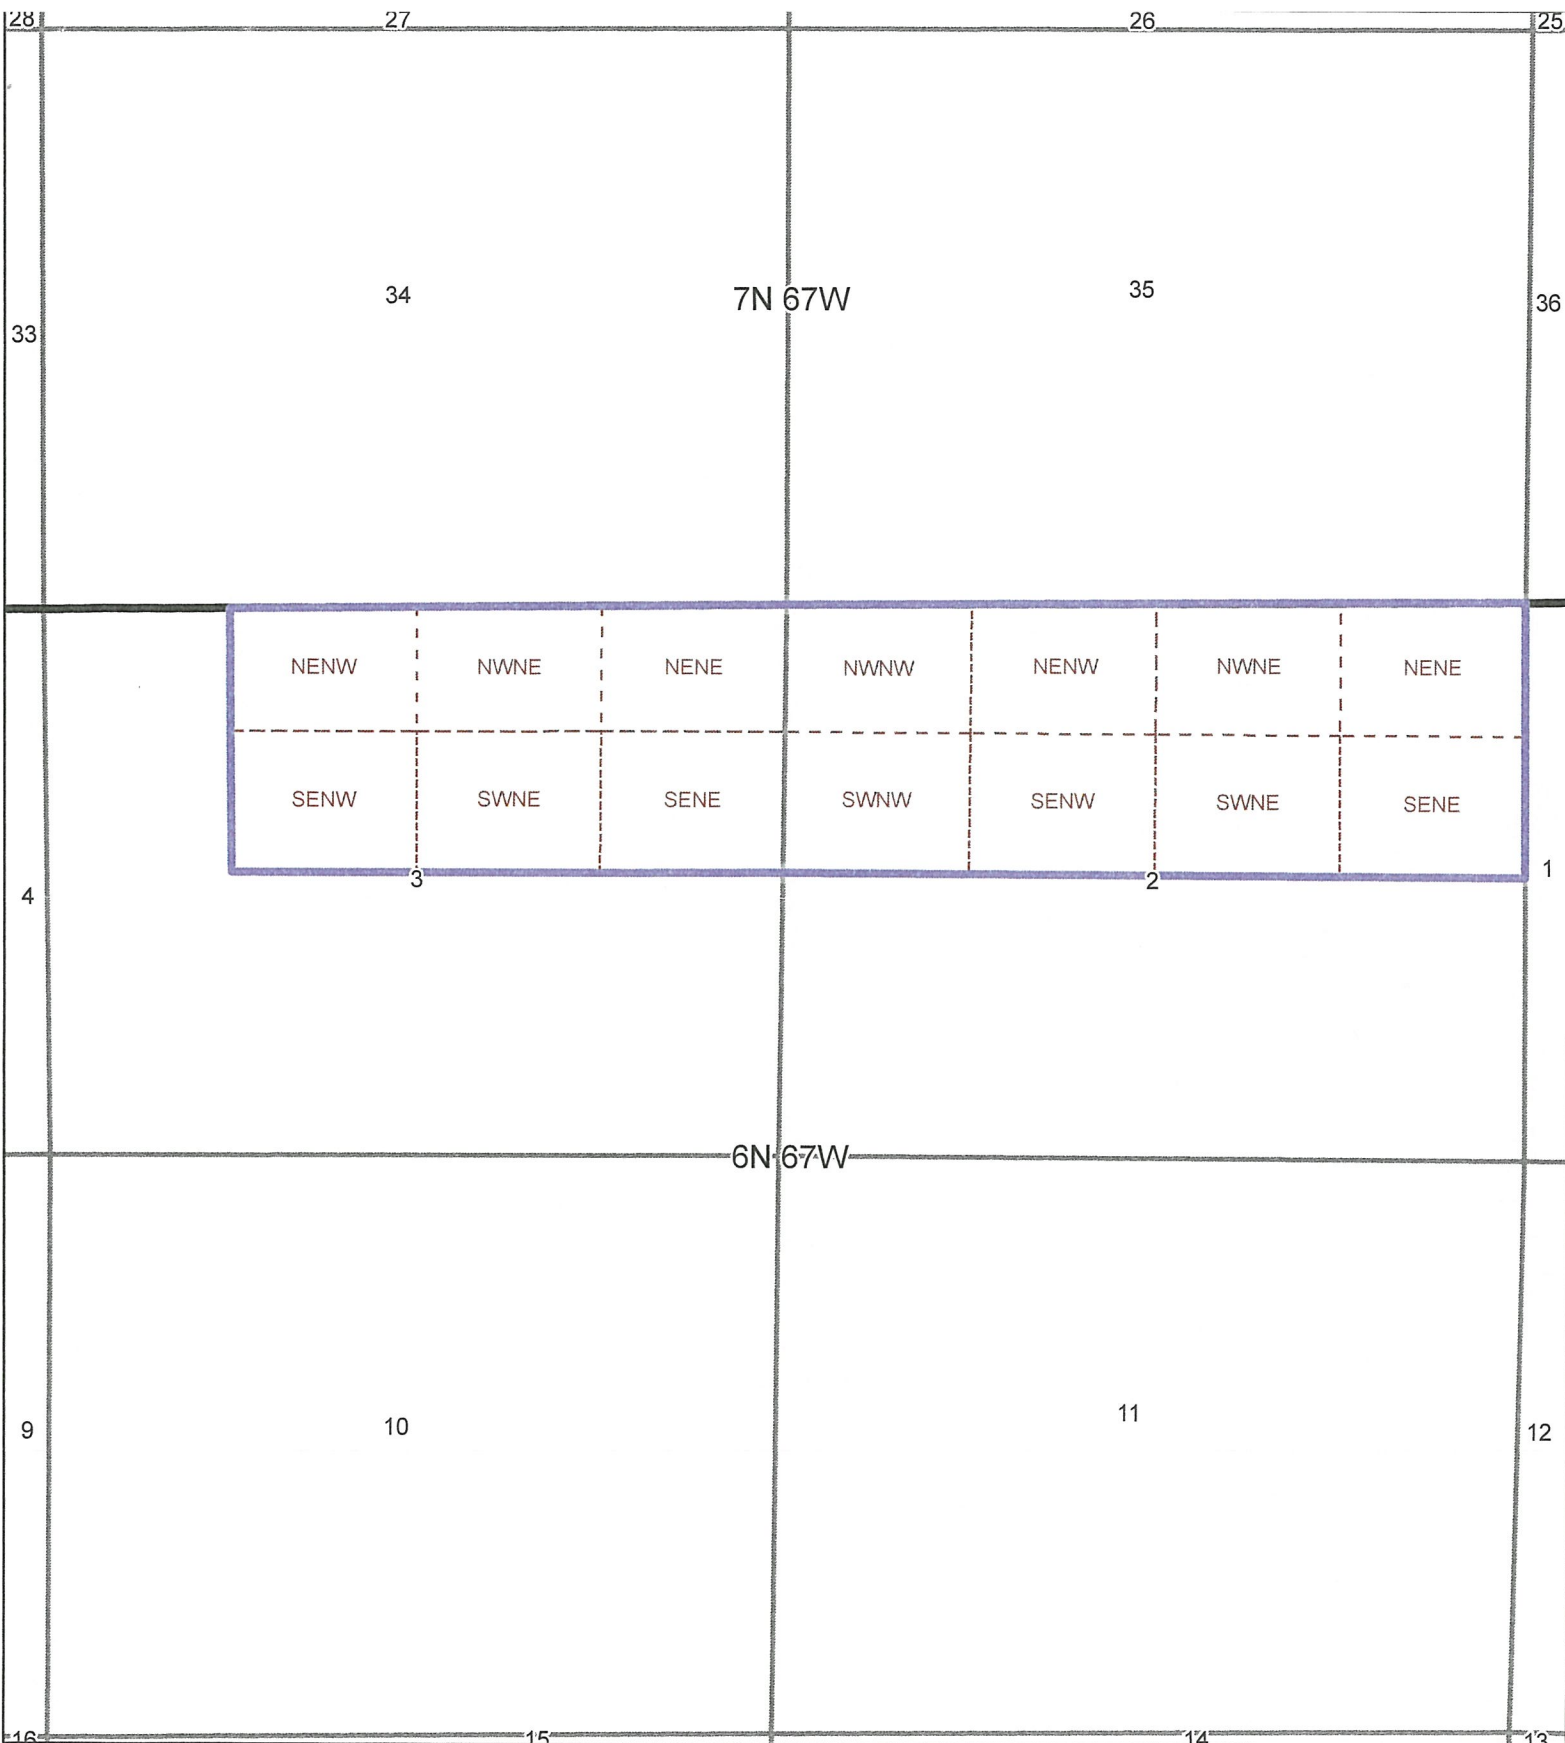 28 27 26 25
34 7N 67W 35 36
33
NENW NWNE NENE NWNW NENW NWNE NENE
SENW SWNE SENE SWNW SENW SWNE SENE
4 3 2 1
6N 67W
9 10 11 12
16 15 14 13